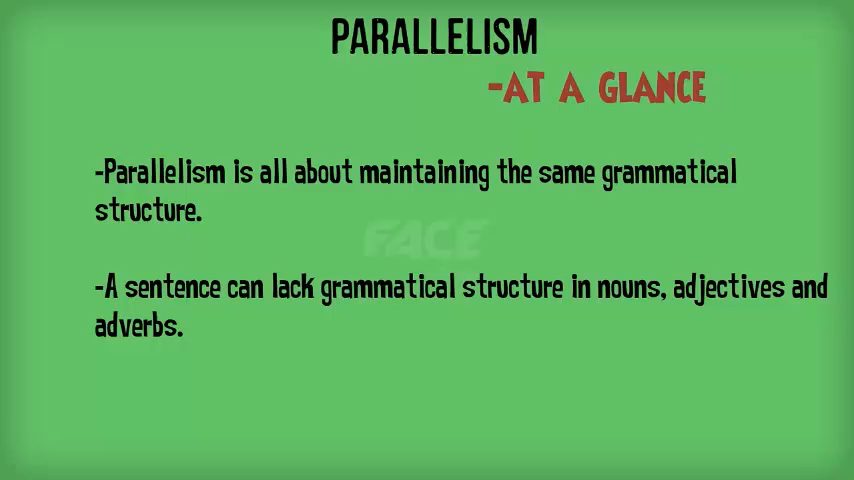 PARALLELISM
-AT A GLANCE
-Parallelism is all about maintaining the same grammatical
structure.
FACE
-A sentence can lack grammatical structure in nouns, adjectives and
adverbs.